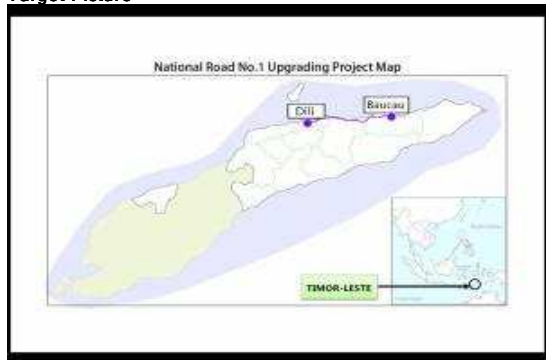 Target Picture
National Road No.1 Upgrading Project Map
Dili
Baucau
TIMOR-LESTE